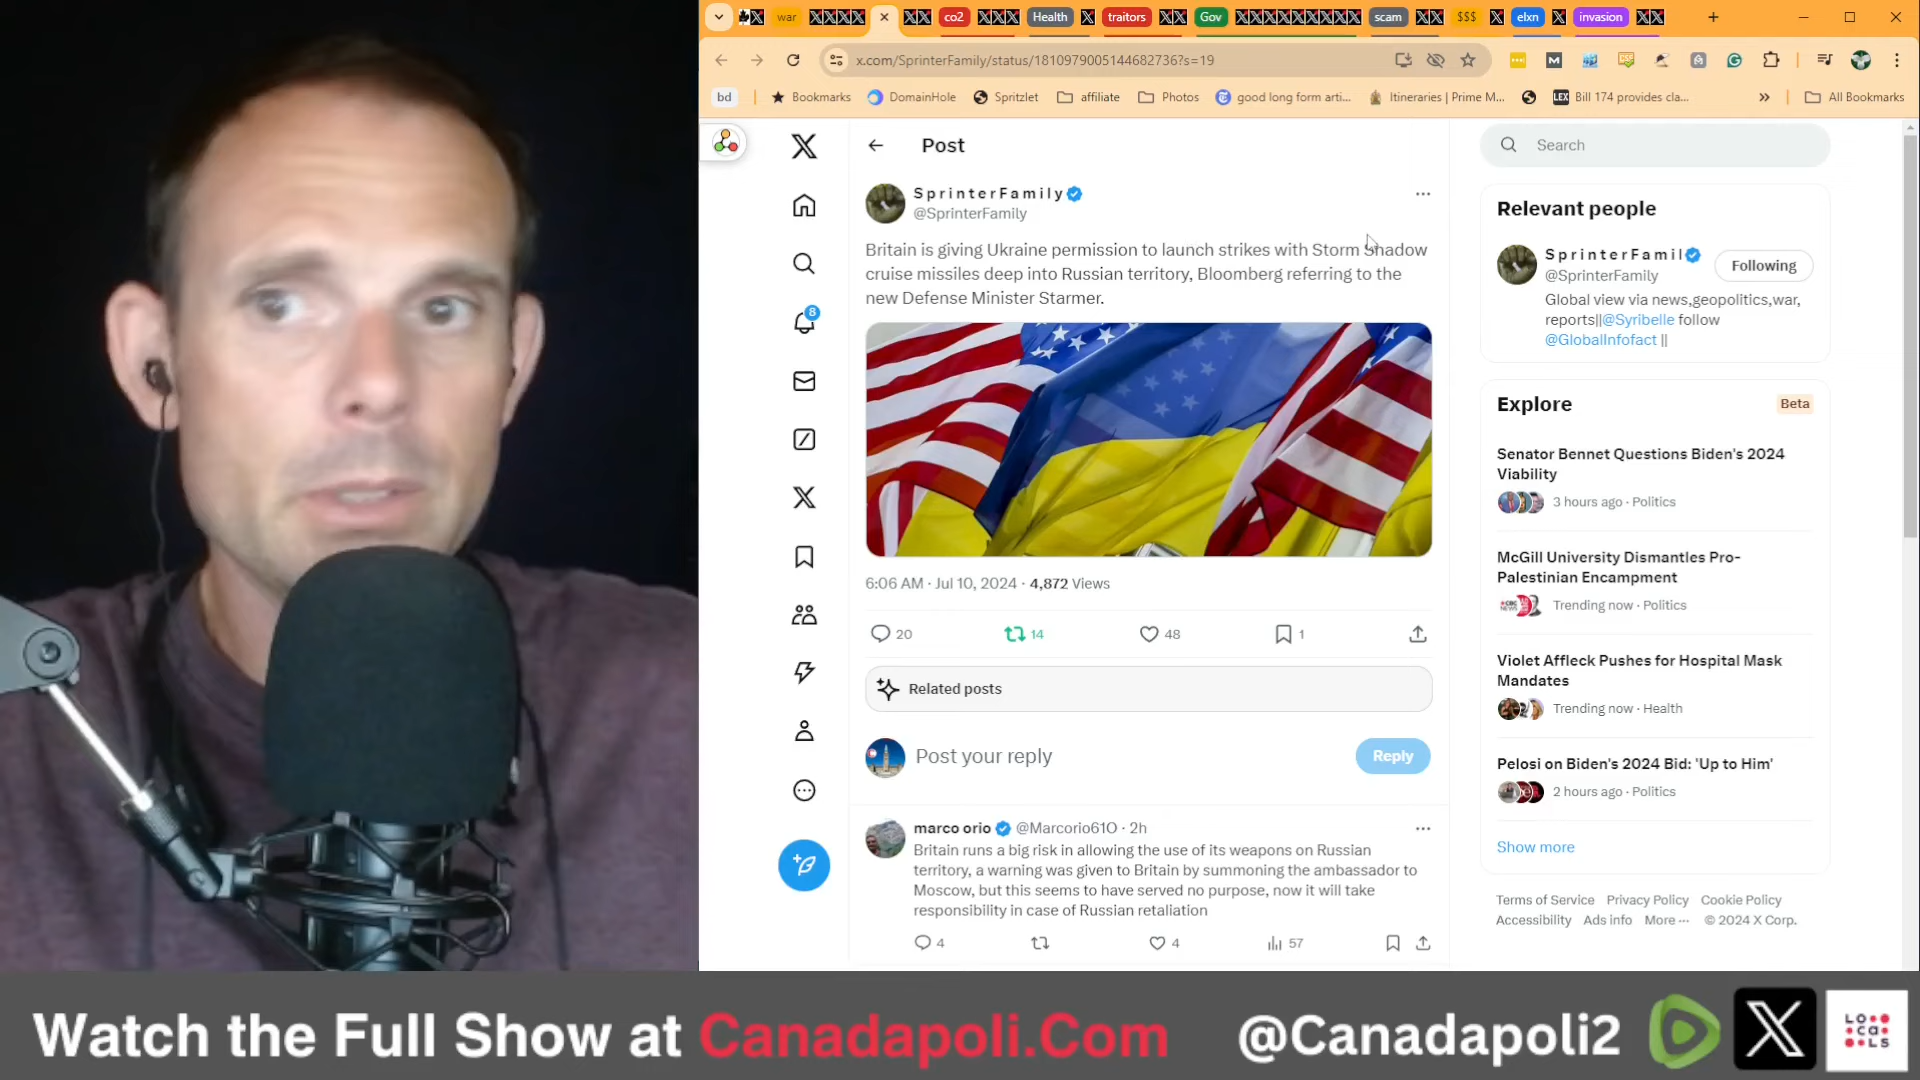 war
co2
Health
traitors
Gov
scam
$$$
elxn
invasion
x.com/SprinterFamily/status/1810979005144682736?s=19
bd
Bookmarks
DomainHole
Spritzlet
affiliate
Photos
good long form arti...
Itineraries | Prime M...
LEX
Bill 174 provides cla...
All Bookmarks
Post
SprinterFamily
@SprinterFamily
Britain is giving Ukraine permission to launch strikes with Storm Shadow
cruise missiles deep into Russian territory, Bloomberg referring to the
new Defense Minister Starmer.
6:06 AM · Jul 10, 2024 · 4,872 Views
20
14
48
1
Related posts
Post your reply
Reply
marco orio @Marcorio61O · 2h
Britain runs a big risk in allowing the use of its weapons on Russian
territory, a warning was given to Britain by summoning the ambassador to
Moscow, but this seems to have served no purpose, now it will take
responsibility in case of Russian retaliation
4
4
57
8
Search
Relevant people
SprinterFamil
@SprinterFamily
Following
Global view via news,geopolitics,war,
reports||@Syribelle follow
@GlobalInfofact ||
Explore
Beta
Senator Bennet Questions Biden's 2024
Viability
3 hours ago · Politics
McGill University Dismantles Pro-
Palestinian Encampment
Trending now · Politics
Violet Affleck Pushes for Hospital Mask
Mandates
Trending now · Health
Pelosi on Biden's 2024 Bid: 'Up to Him'
2 hours ago · Politics
Show more
Terms of Service Privacy Policy Cookie Policy
Accessibility Ads info More ··· © 2024 X Corp.
Watch the Full Show at Canadapoli.Com
@Canadapoli2
LO
CA
LS